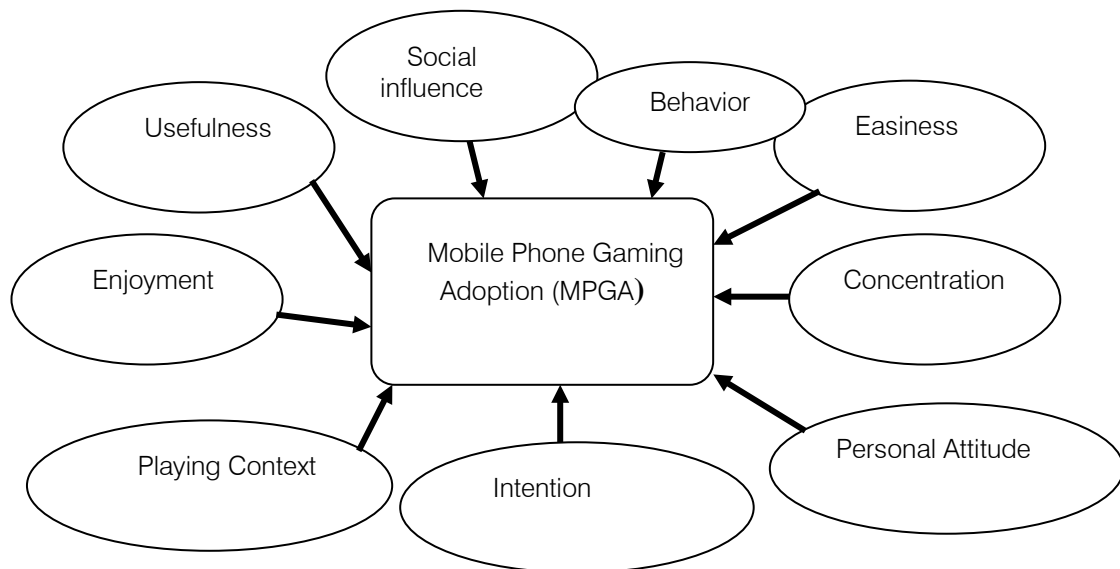 Social
influence
Behavior
Usefulness
Easiness
Mobile Phone Gaming
Adoption (MPGA)
Enjoyment
Concentration
Playing Context
Intention
Personal Attitude